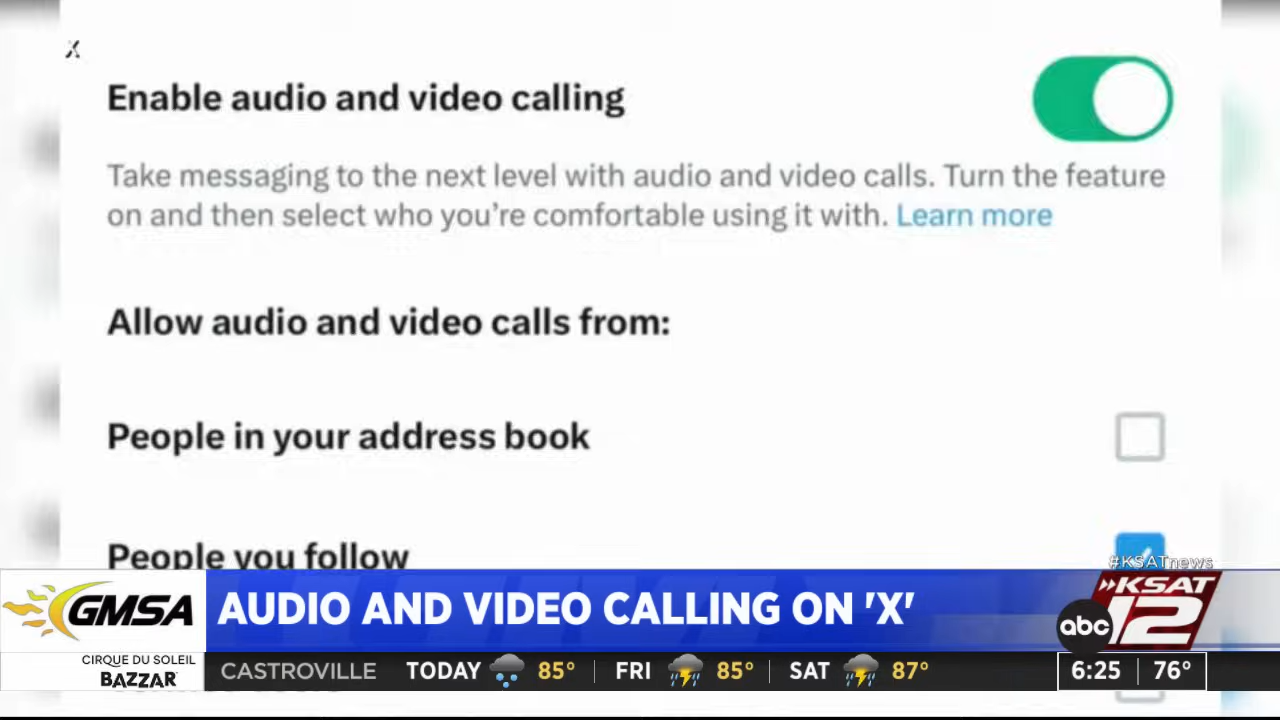 X
Enable audio and video calling
Take messaging to the next level with audio and video calls. Turn the feature
on and then select who you’re comfortable using it with. Learn more
Allow audio and video calls from:
People in your address book
People you follow
#KSATnews
GMSA
AUDIO AND VIDEO CALLING ON 'X'
KSAT
abc 12
CIRQUE DU SOLEIL
BAZZAR
CASTROVILLE TODAY 85° FRI 85° SAT 87°
6:25 76°